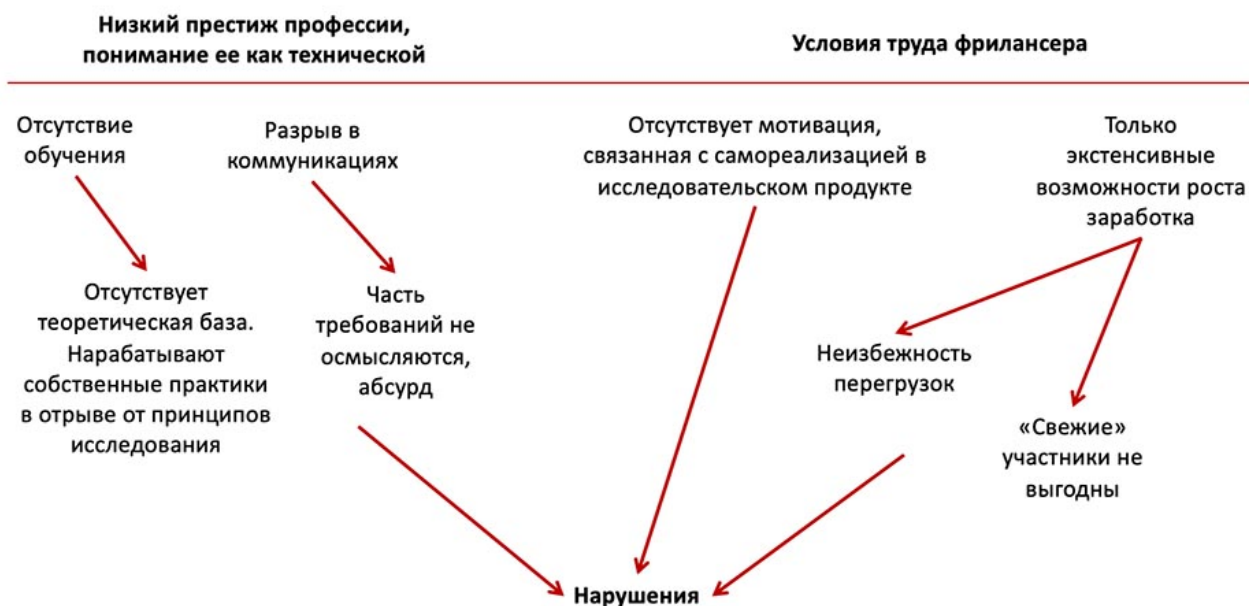 Низкий престиж профессии,
понимание ее как технической
Условия труда фрилансера
Отсутствие
обучения
Разрыв в
коммуникациях
Отсутствует мотивация,
связанная с самореализацией в
исследовательском продукте
Только
экстенсивные
возможности роста
заработка
Отсутствует
теоретическая база.
Нарабатывают
собственные практики
в отрыве от принципов
исследования
Часть
требований не
осмысляются,
абсурд
Неизбежность
перегрузок
«Свежие»
участники не
выгодны
Нарушения